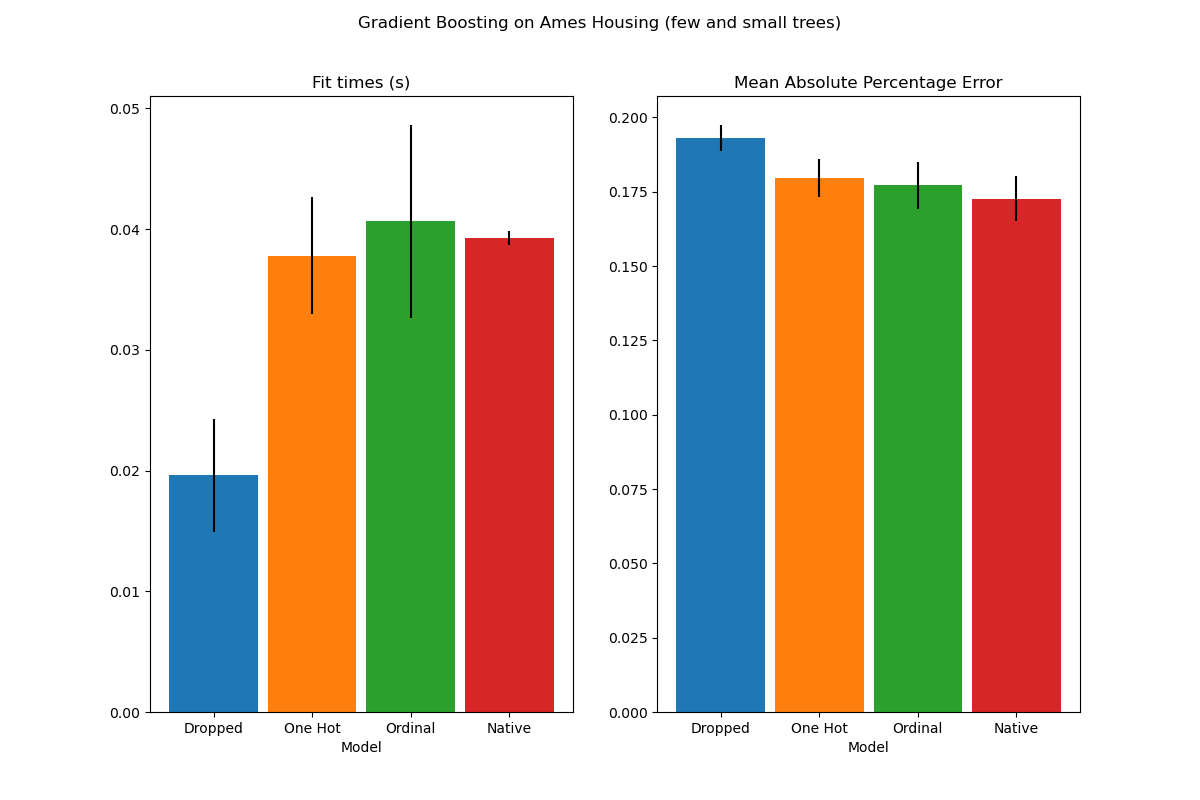 Gradient Boosting on Ames Housing (few and small trees)
Fit times (s)
0.05
0.04
0.03
0.02
0.01
0.00
Dropped One Hot Ordinal Native
Model
Mean Absolute Percentage Error
0.200
0.175
0.150
0.125
0.100
0.075
0.050
0.025
0.000
Dropped One Hot Ordinal Native
Model